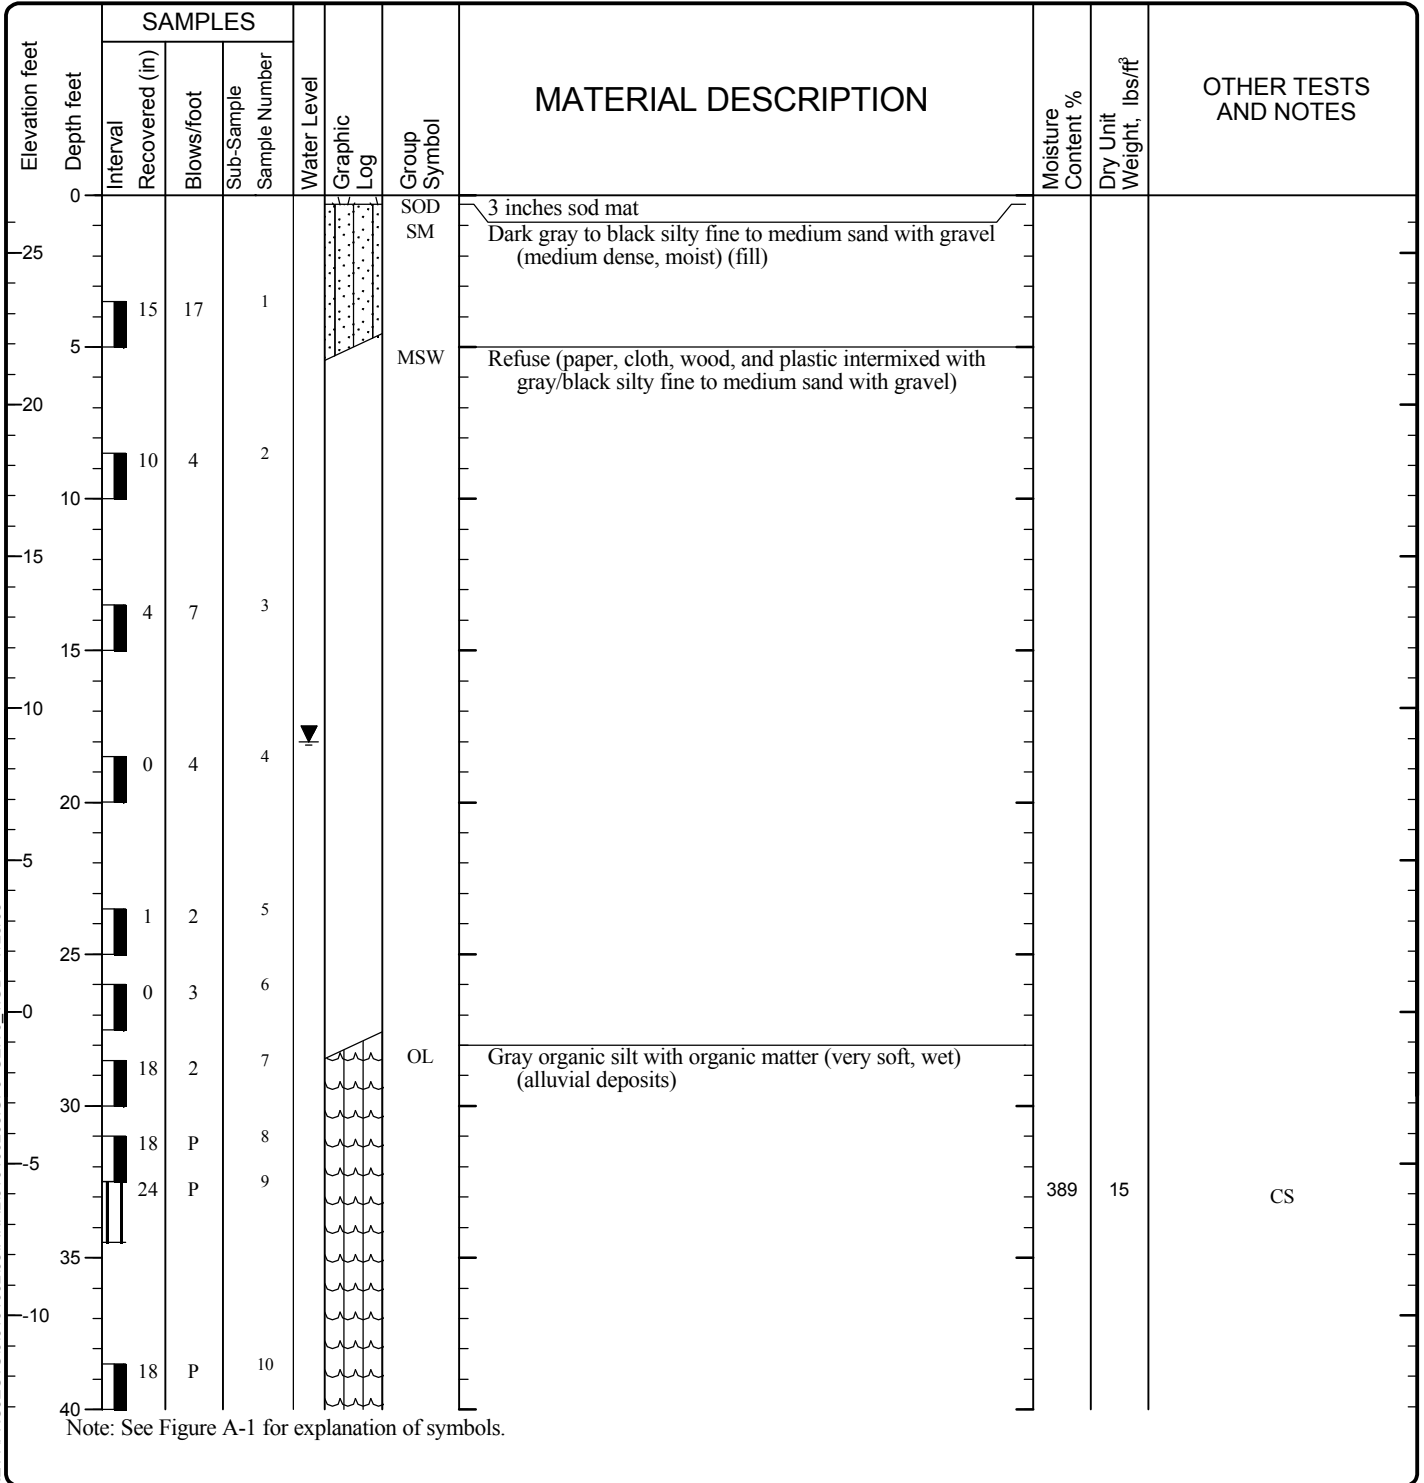 SAMPLES
Elevation feet
Depth feet
Interval
Recovered (in)
Blows/foot
Sub-Sample
Sample Number
Water Level
Graphic
Log
Group
Symbol
MATERIAL DESCRIPTION
Moisture
Content %
Dry Unit
Weight, lbs/ft³
OTHER TESTS
AND NOTES
0
SOD 3 inches sod mat
SM Dark gray to black silty fine to medium sand with gravel
(medium dense, moist) (fill)
25
15 17 1
5
MSW Refuse (paper, cloth, wood, and plastic intermixed with
gray/black silty fine to medium sand with gravel)
20
10 4 2
10
15
4 7 3
15
10
0 4 4
20
5
1 2 5
25
0 3 6
0
18 2 7 OL Gray organic silt with organic matter (very soft, wet)
(alluvial deposits)
30
18 P 8
-5
24 P 9 389 15 CS
35
-10
18 P 10
40
Note: See Figure A-1 for explanation of symbols.